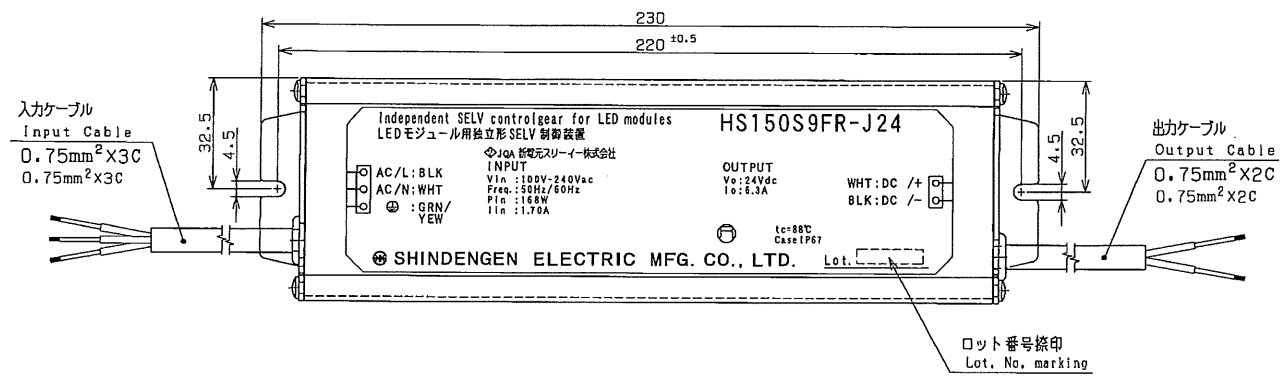 230
220 ±0.5
入力ケーブル
Input Cable
0.75mm²X3C
0.75mm²X3C
32.5
4.5
Independent SELV controlgear for LED modules
LEDモジュール用独立形SELV 制御装置
HS150S9FR-J24
JQA 新電元スリーイー株式会社
AC/L:BLK
AC/N:WHT
:GRN/
YEW
INPUT
Vin :100V-240Vac
Freq.:50Hz/60Hz
Pin :168W
Iin :1.70A
OUTPUT
Vo:24Vdc
Io:6.3A
WHT:DC /+
BLK:DC /-
tc=88℃
Case IP67
SHINDENGEN ELECTRIC MFG. CO., LTD.
Lot.
4.5
32.5
出力ケーブル
Output Cable
0.75mm²X2C
0.75mm²X2C
ロット番号捺印
Lot. No. marking